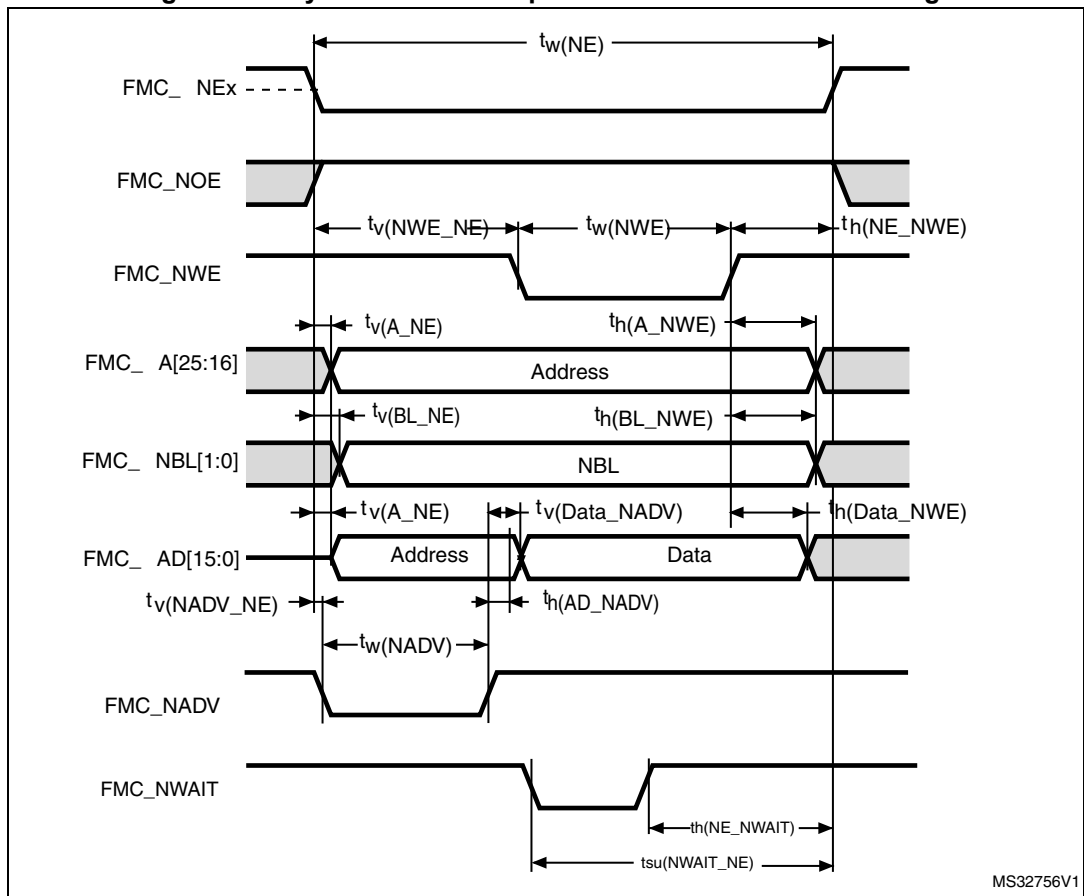 tw(NE)
FMC_ NEx
FMC_NOE
tv(NWE_NE) tw(NWE) th(NE_NWE)
FMC_NWE
tv(A_NE) th(A_NWE)
FMC_ A[25:16] Address
tv(BL_NE) th(BL_NWE)
FMC_ NBL[1:0] NBL
tv(A_NE) tv(Data_NADV) th(Data_NWE)
FMC_ AD[15:0] Address Data
tv(NADV_NE) th(AD_NADV)
tw(NADV)
FMC_NADV
FMC_NWAIT
th(NE_NWAIT)
tsu(NWAIT_NE)
MS32756V1